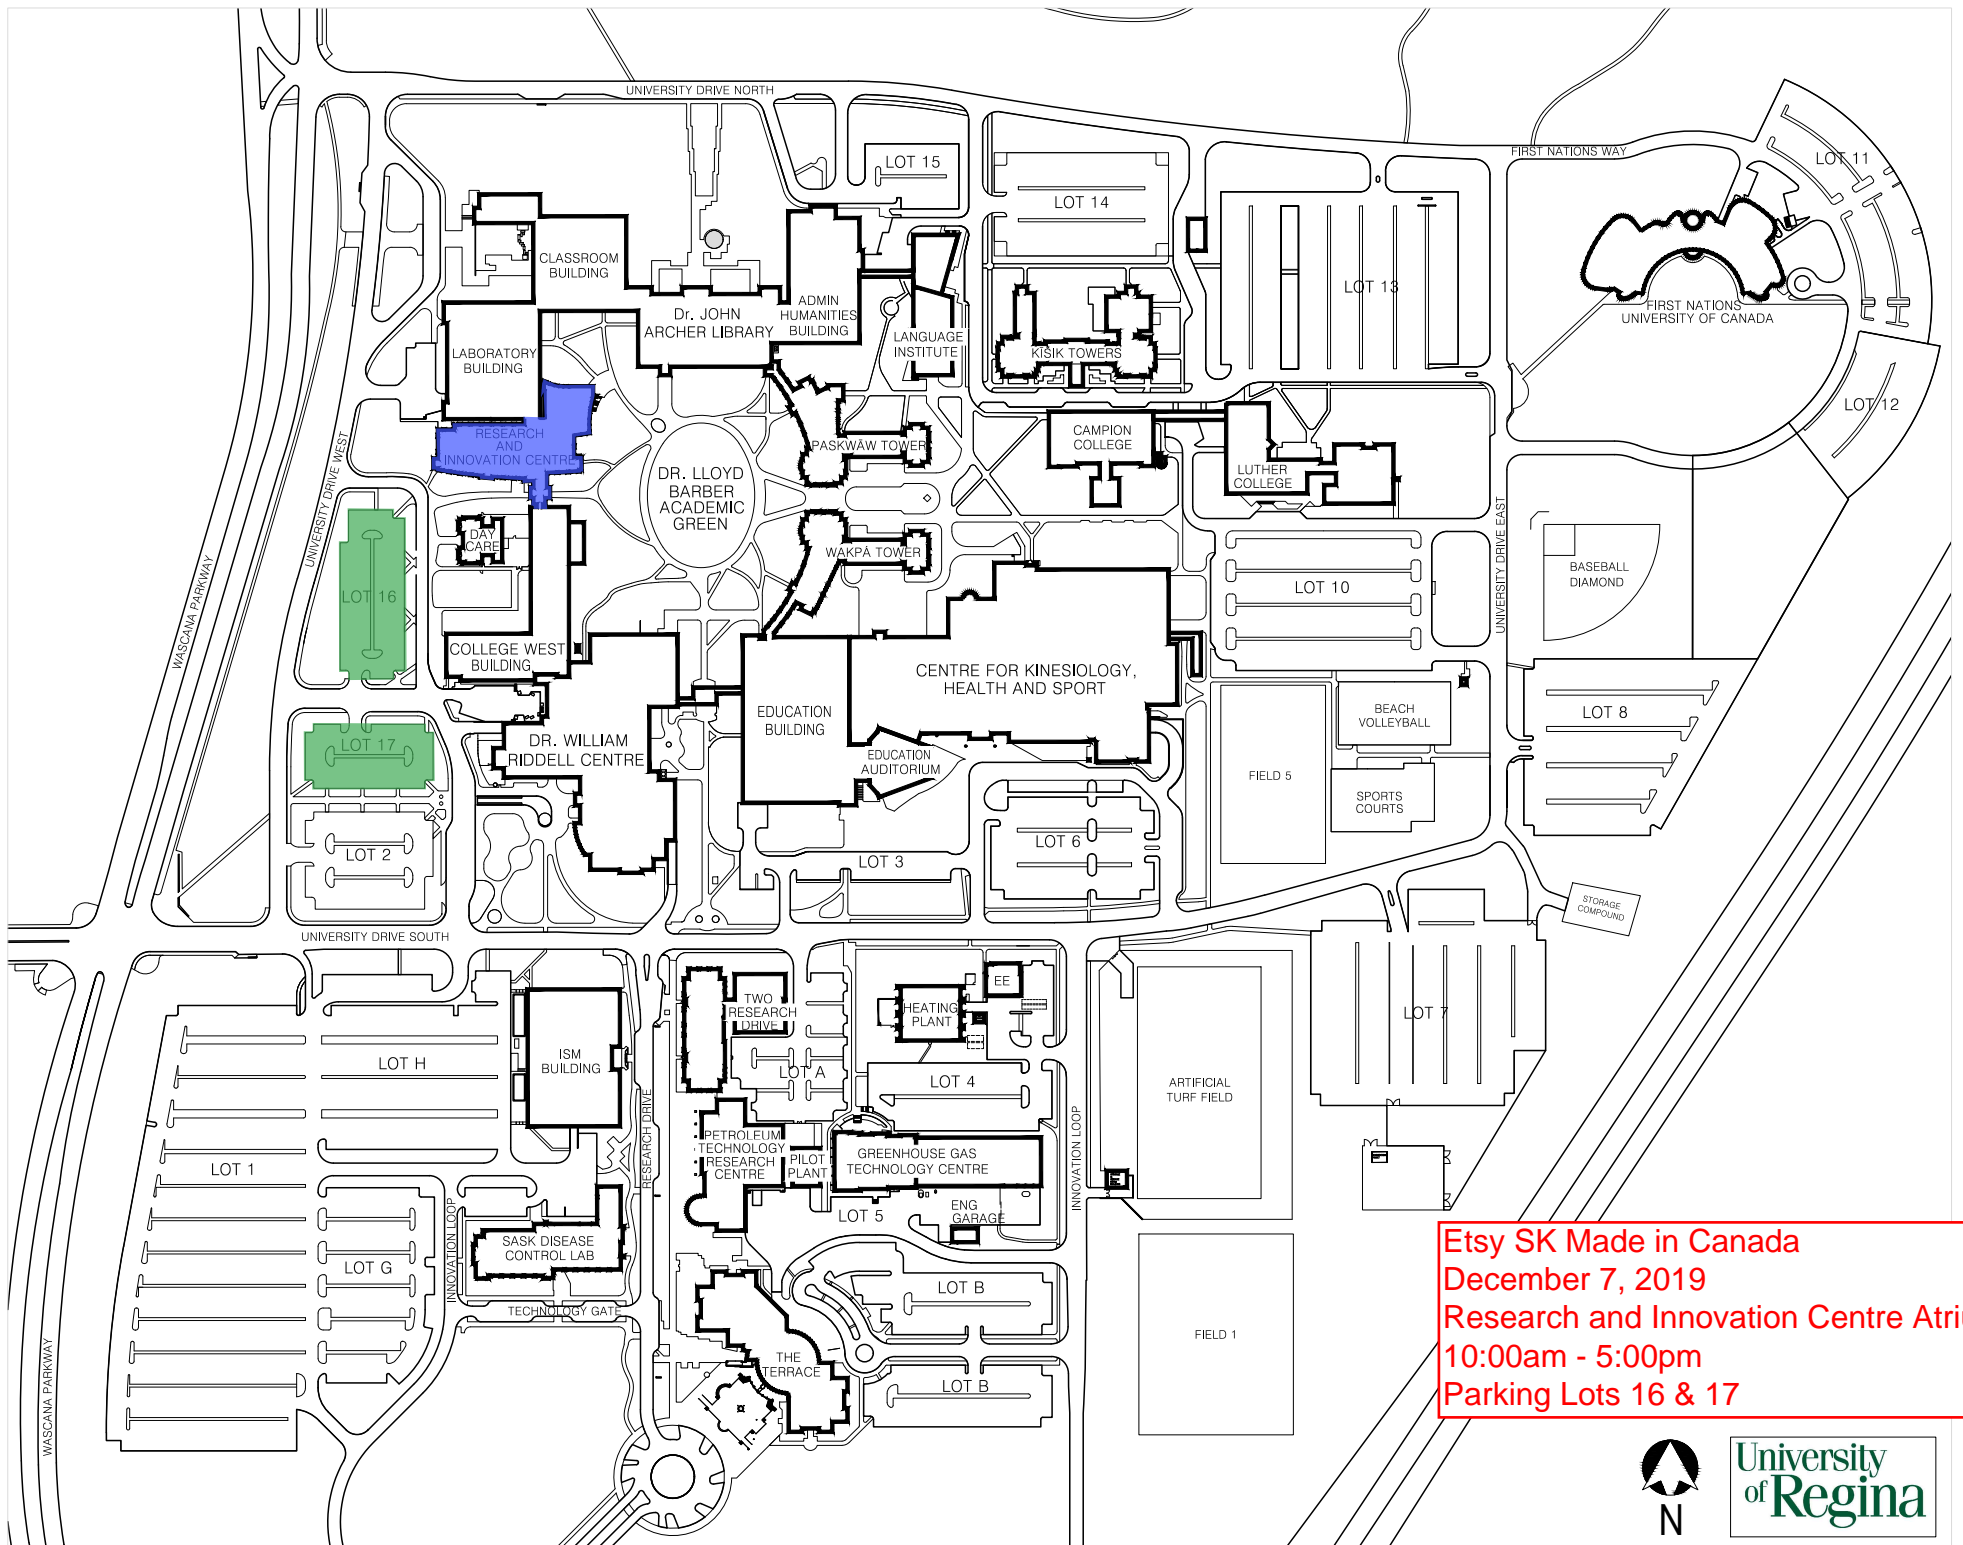 UNIVERSITY DRIVE NORTH
FIRST NATIONS WAY
LOT 11
LOT 15
LOT 14
CLASSROOM
BUILDING
LOT 13
ADMIN
HUMANITIES
BUILDING
Dr. JOHN
ARCHER LIBRARY
FIRST NATIONS
UNIVERSITY OF CANADA
LANGUAGE
INSTITUTE
KĪSIK TOWERS
LABORATORY
BUILDING
LOT 12
RESEARCH
AND
INNOVATION CENTRE
PASKWĀW TOWER
CAMPION
COLLEGE
LUTHER
COLLEGE
UNIVERSITY DRIVE WEST
DR. LLOYD
BARBER
ACADEMIC
GREEN
DAY
CARE
WAKPĀ TOWER
UNIVERSITY DRIVE EAST
BASEBALL
DIAMOND
LOT 10
LOT 16
WASCANA PARKWAY
COLLEGE WEST
BUILDING
CENTRE FOR KINESIOLOGY,
HEALTH AND SPORT
EDUCATION
BUILDING
BEACH
VOLLEYBALL
LOT 8
LOT 17
DR. WILLIAM
RIDDELL CENTRE
EDUCATION
AUDITORIUM
FIELD 5
SPORTS
COURTS
LOT 2
LOT 3
LOT 6
STORAGE
COMPOUND
UNIVERSITY DRIVE SOUTH
TWO
RESEARCH
DRIVE
EE
HEATING
PLANT
LOT 7
LOT H
ISM
BUILDING
LOT A
LOT 4
ARTIFICIAL
TURF FIELD
RESEARCH DRIVE
INNOVATION LOOP
PETROLEUM
TECHNOLOGY
RESEARCH
CENTRE
PILOT
PLANT
GREENHOUSE GAS
TECHNOLOGY CENTRE
LOT 1
LOT 5
ENG
GARAGE
INNOVATION LOOP
SASK DISEASE
CONTROL LAB
LOT G
LOT B
TECHNOLOGY GATE
FIELD 1
THE
TERRACE
LOT B
WASCANA PARKWAY
Etsy SK Made in Canada
December 7, 2019
Research and Innovation Centre Atriu
10:00am - 5:00pm
Parking Lots 16 & 17
N
University
of Regina